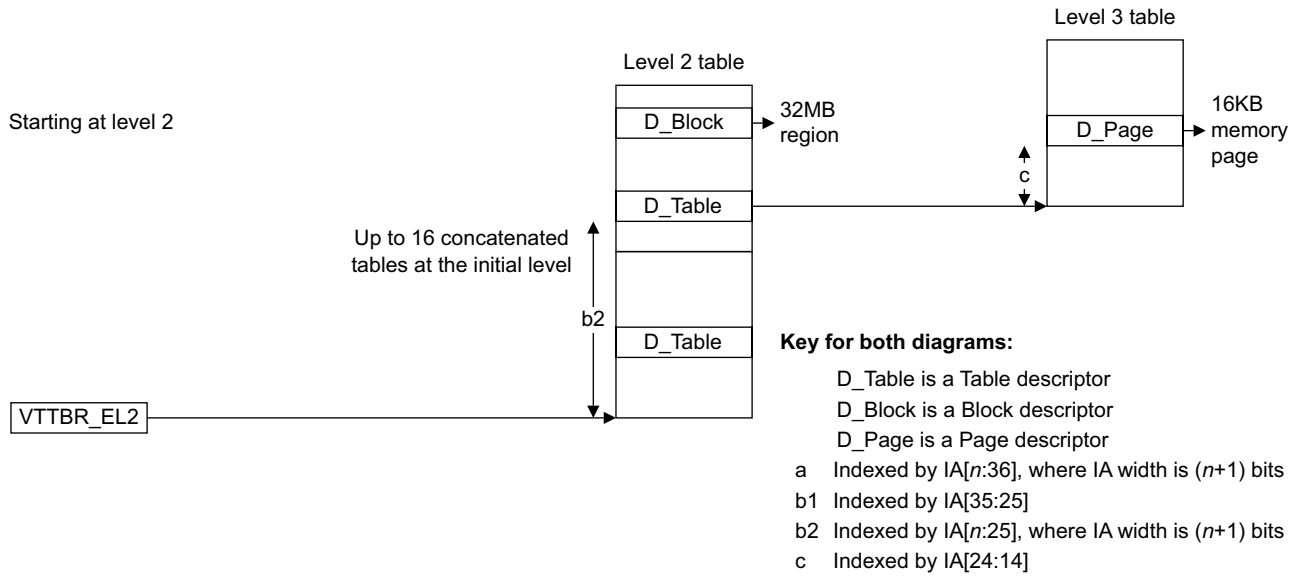 Level 3 table
Level 2 table
Starting at level 2
D_Block
32MB
region
D_Page
16KB
memory
page
c
D_Table
Up to 16 concatenated
tables at the initial level
b2
D_Table
VTTBR_EL2
Key for both diagrams:
D_Table is a Table descriptor
D_Block is a Block descriptor
D_Page is a Page descriptor
a Indexed by IA[n:36], where IA width is (n+1) bits
b1 Indexed by IA[35:25]
b2 Indexed by IA[n:25], where IA width is (n+1) bits
c Indexed by IA[24:14]